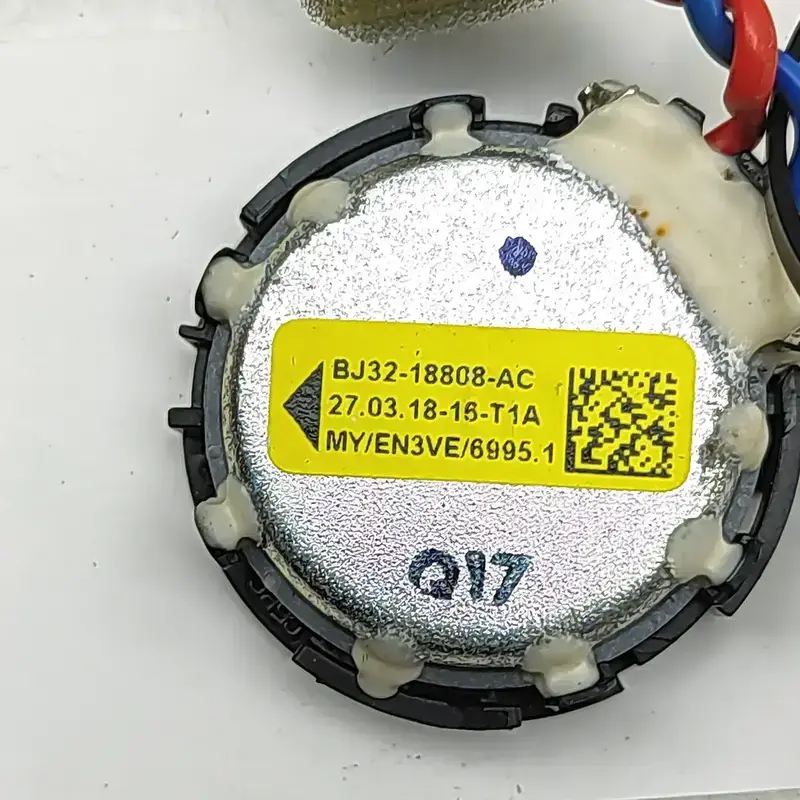 BJ32-18808-AC
27.03.18-16-T1A
MY/EN3VE/6995.1
Q17